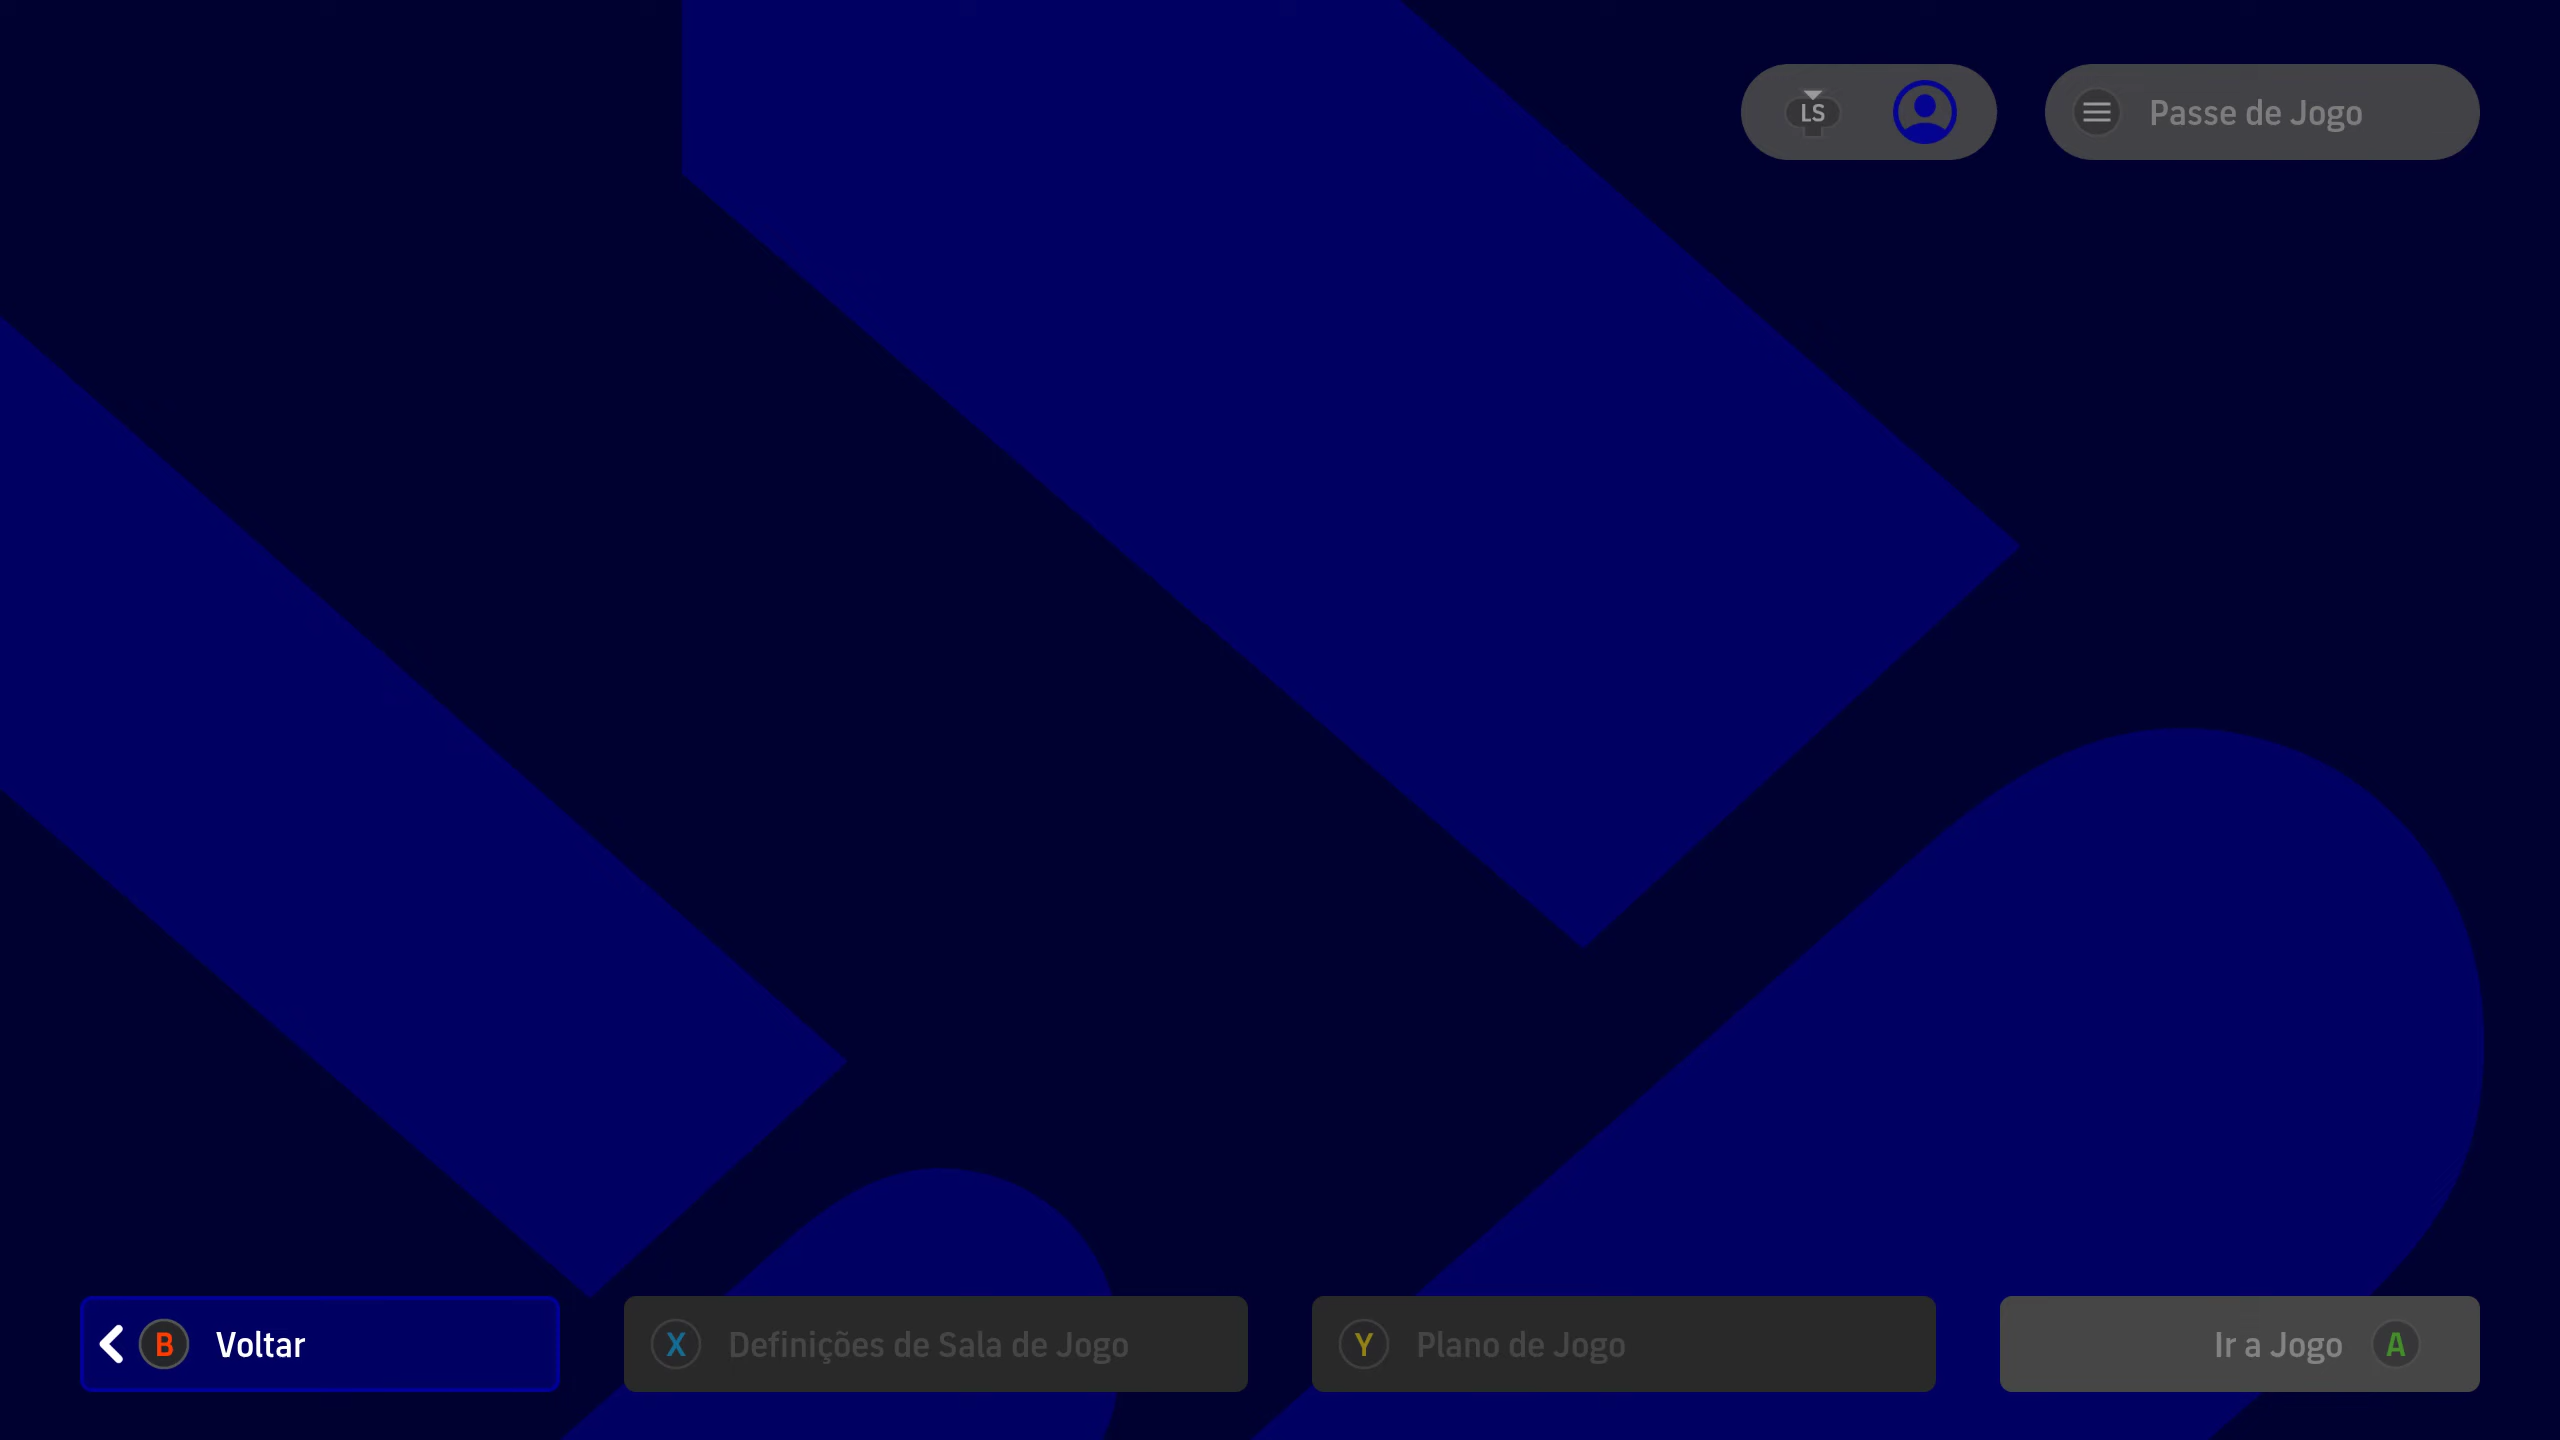 LS
Passe de Jogo
B Voltar
X Definições de Sala de Jogo
Y Plano de Jogo
Ir a Jogo A